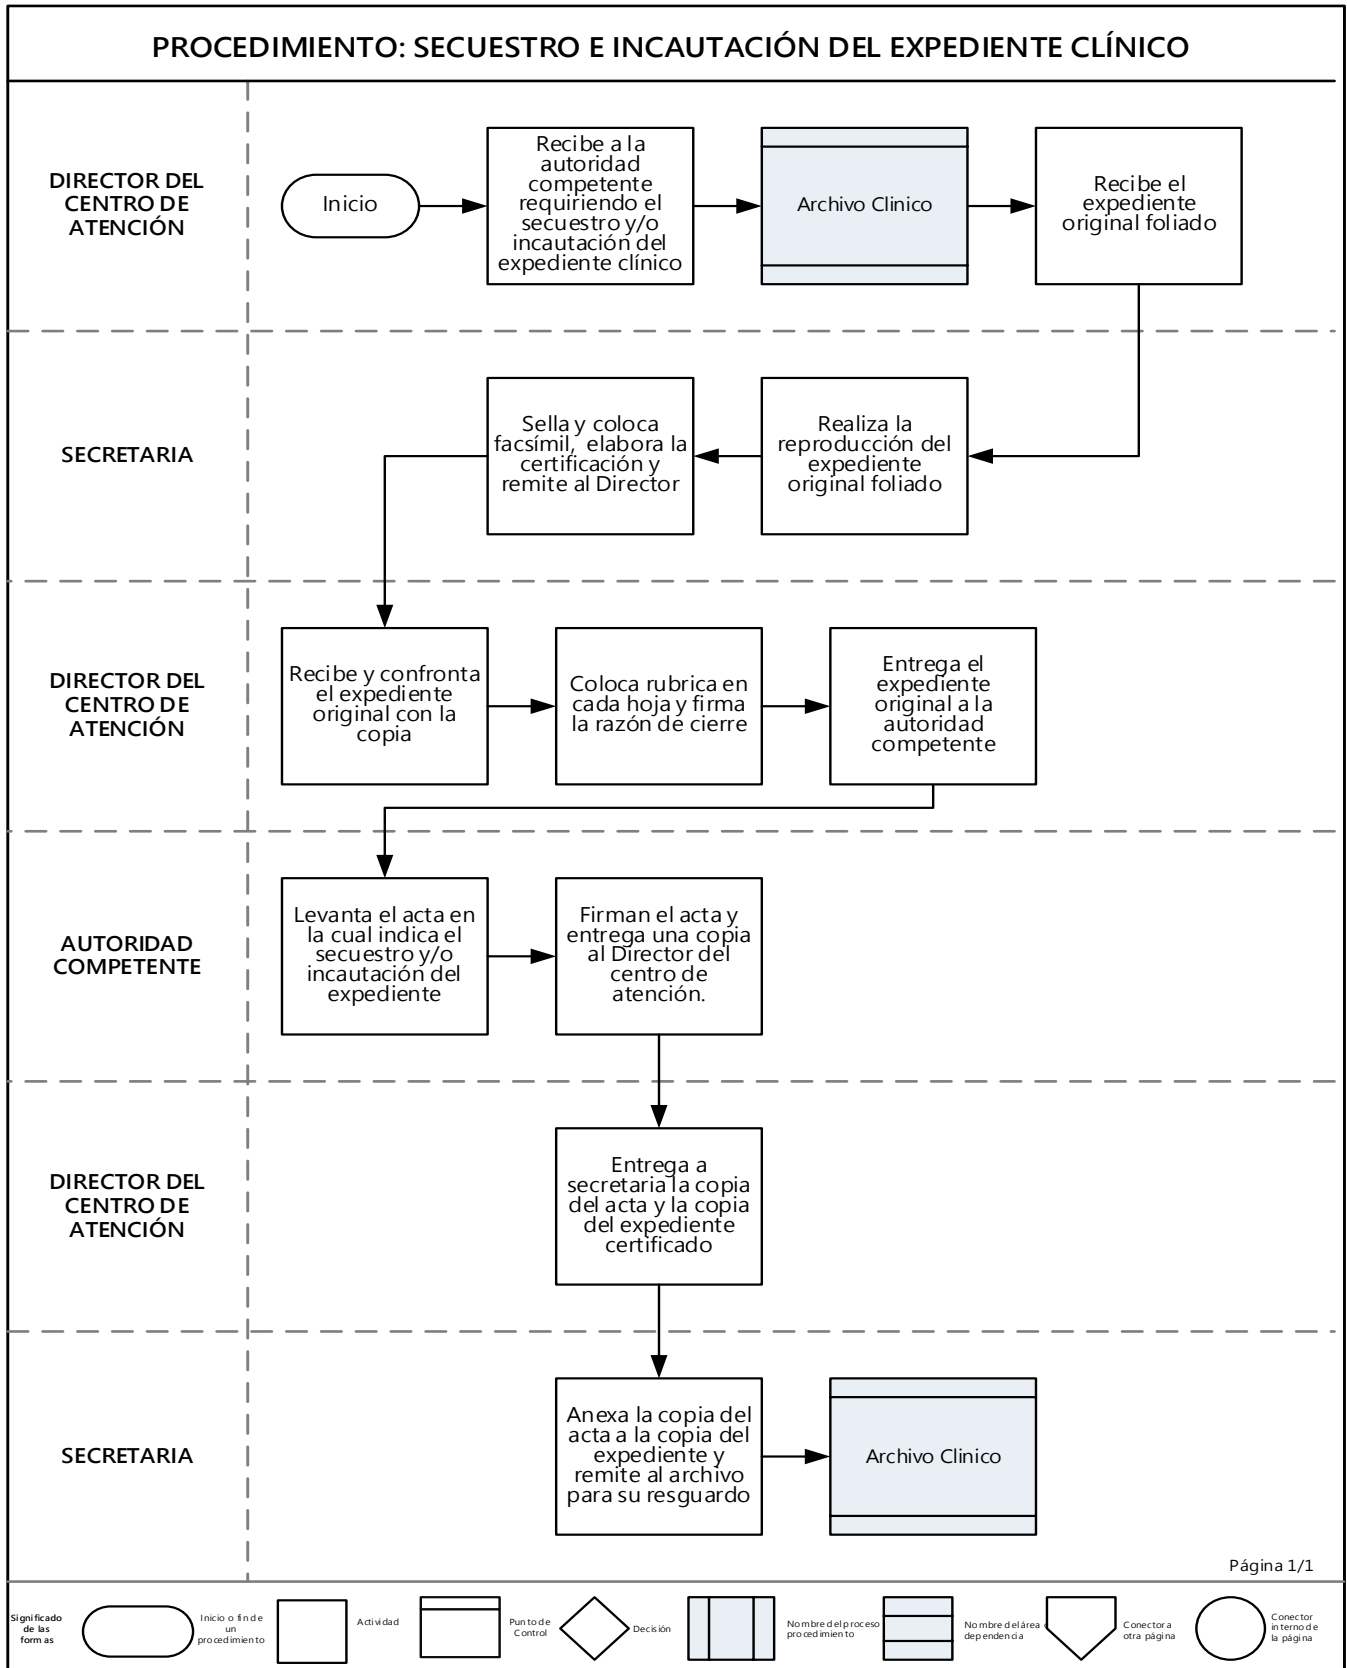 PROCEDIMIENTO: SECUESTRO E INCAUTACIÓN DEL EXPEDIENTE CLÍNICO
DIRECTOR DEL
CENTRO DE
ATENCIÓN
Inicio
Recibe a la
autoridad
competente
requiriendo el
secuestro y/o
incautación del
expediente clínico
Archivo Clinico
Recibe el
expediente
original foliado
SECRETARIA
Sella y coloca
facsímil, elabora la
certificación y
remite al Director
Realiza la
reproducción del
expediente
original foliado
DIRECTOR DEL
CENTRO DE
ATENCIÓN
Recibe y confronta
el expediente
original con la
copia
Coloca rubrica en
cada hoja y firma
la razón de cierre
Entrega el
expediente
original a la
autoridad
competente
AUTORIDAD
COMPETENTE
Levanta el acta en
la cual indica el
secuestro y/o
incautación del
expediente
Firman el acta y
entrega una copia
al Director del
centro de
atención.
DIRECTOR DEL
CENTRO DE
ATENCIÓN
Entrega a
secretaria la copia
del acta y la copia
del expediente
certificado
SECRETARIA
Anexa la copia del
acta a la copia del
expediente y
remite al archivo
para su resguardo
Archivo Clinico
Página 1/1
Significado
de las
formas
Inicio o fin de
un
procedimiento
Actividad
Punto de
Control
Decisión
Nombre del proceso
procedimiento
Nombre del área
dependencia
Conector a
otra página
Conector
interno de
la página